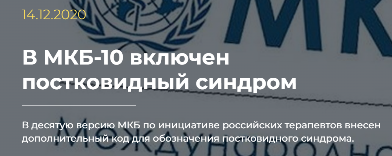 14.12.2020
МК
В МКБ-10 включен
постковидный синдром
В десятую версию МКБ по инициативе российских терапевтов внесен
дополнительный код для обозначения постковидного синдрома.